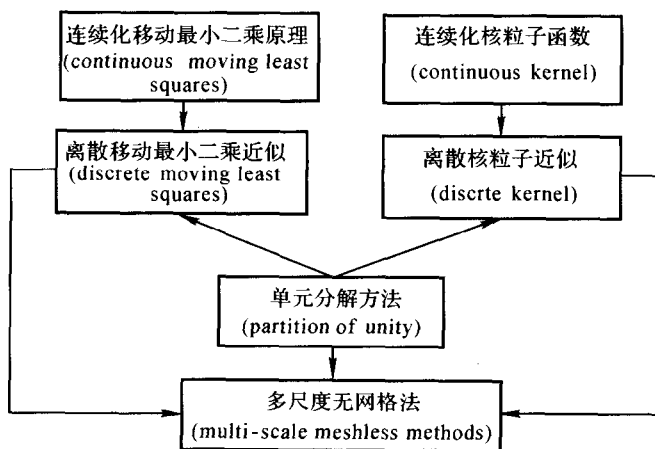 连续化移动最小二乘原理
(continuous moving least
squares)
连续化核粒子函数
(continuous kernel)
离散移动最小二乘近似
(discrete moving least
squares)
离散核粒子近似
(discrte kernel)
单元分解方法
(partition of unity)
多尺度无网格法
(multi-scale meshless methods)